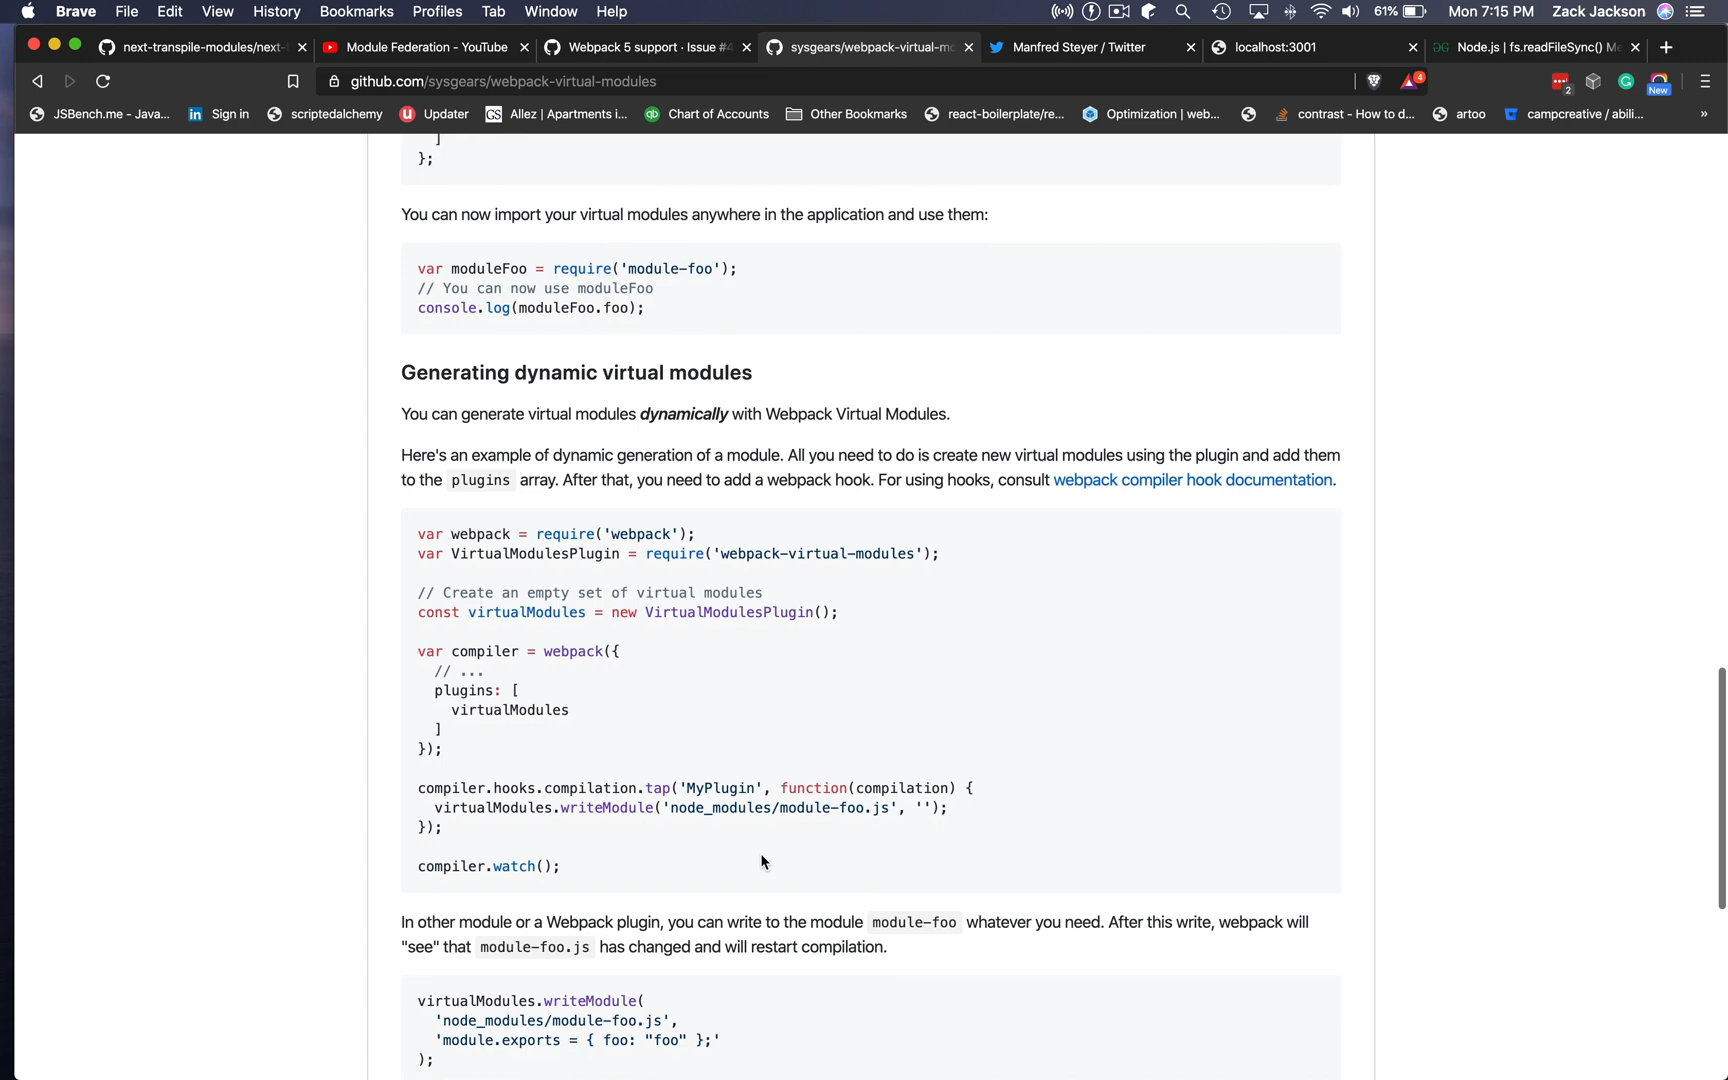 Brave File Edit View History Bookmarks Profiles Tab Window Help 61% Mon 7:15 PM Zack Jackson
next-transpile-modules/next- Module Federation - YouTube Webpack 5 support · Issue #4 sysgears/webpack-virtual-mo Manfred Steyer / Twitter localhost:3001 Node.js | fs.readFileSync() Me
github.com/sysgears/webpack-virtual-modules 4 2 New
JSBench.me - Java... in Sign in scriptedalchemy Updater GS Allez | Apartments i... qb Chart of Accounts Other Bookmarks react-boilerplate/re... Optimization | web... contrast - How to d... artoo campcreative / abili... »
]
};
You can now import your virtual modules anywhere in the application and use them:
var moduleFoo = require('module-foo');
// You can now use moduleFoo
console.log(moduleFoo.foo);
Generating dynamic virtual modules
You can generate virtual modules dynamically with Webpack Virtual Modules.
Here's an example of dynamic generation of a module. All you need to do is create new virtual modules using the plugin and add them
to the plugins array. After that, you need to add a webpack hook. For using hooks, consult webpack compiler hook documentation.
var webpack = require('webpack');
var VirtualModulesPlugin = require('webpack-virtual-modules');
// Create an empty set of virtual modules
const virtualModules = new VirtualModulesPlugin();
var compiler = webpack({
// ...
plugins: [
virtualModules
]
});
compiler.hooks.compilation.tap('MyPlugin', function(compilation) {
virtualModules.writeModule('node_modules/module-foo.js', '');
});
compiler.watch();
In other module or a Webpack plugin, you can write to the module module-foo whatever you need. After this write, webpack will
"see" that module-foo.js has changed and will restart compilation.
virtualModules.writeModule(
'node_modules/module-foo.js',
'module.exports = { foo: "foo" };'
);